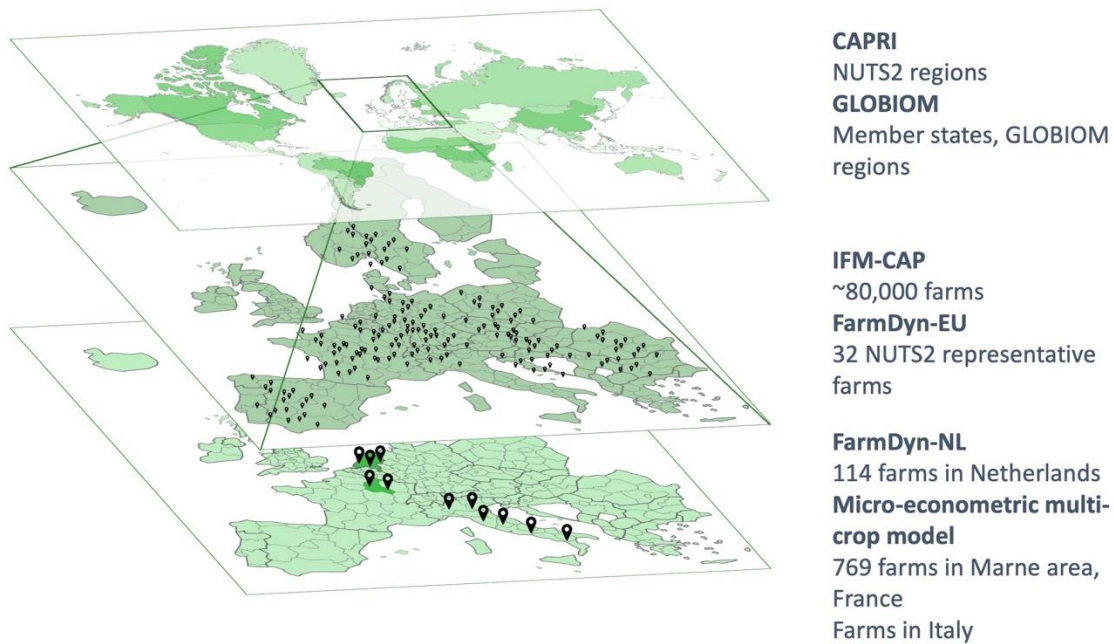 CAPRI
NUTS2 regions
GLOBIOM
Member states, GLOBIOM
regions
IFM-CAP
~80,000 farms
FarmDyn-EU
32 NUTS2 representative
farms
FarmDyn-NL
114 farms in Netherlands
Micro-econometric multi-
crop model
769 farms in Marne area,
France
Farms in Italy